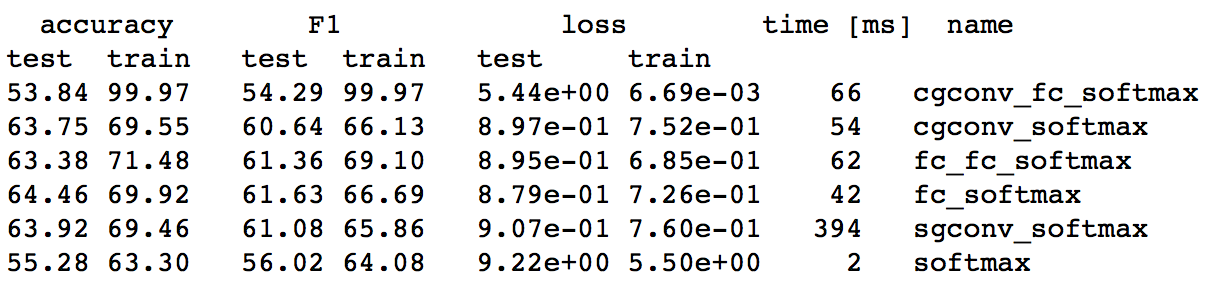 accuracy F1 loss time [ms] name
test train test train test train
53.84 99.97 54.29 99.97 5.44e+00 6.69e-03 66 cgconv_fc_softmax
63.75 69.55 60.64 66.13 8.97e-01 7.52e-01 54 cgconv_softmax
63.38 71.48 61.36 69.10 8.95e-01 6.85e-01 62 fc_fc_softmax
64.46 69.92 61.63 66.69 8.79e-01 7.26e-01 42 fc_softmax
63.92 69.46 61.08 65.86 9.07e-01 7.60e-01 394 sgconv_softmax
55.28 63.30 56.02 64.08 9.22e+00 5.50e+00 2 softmax